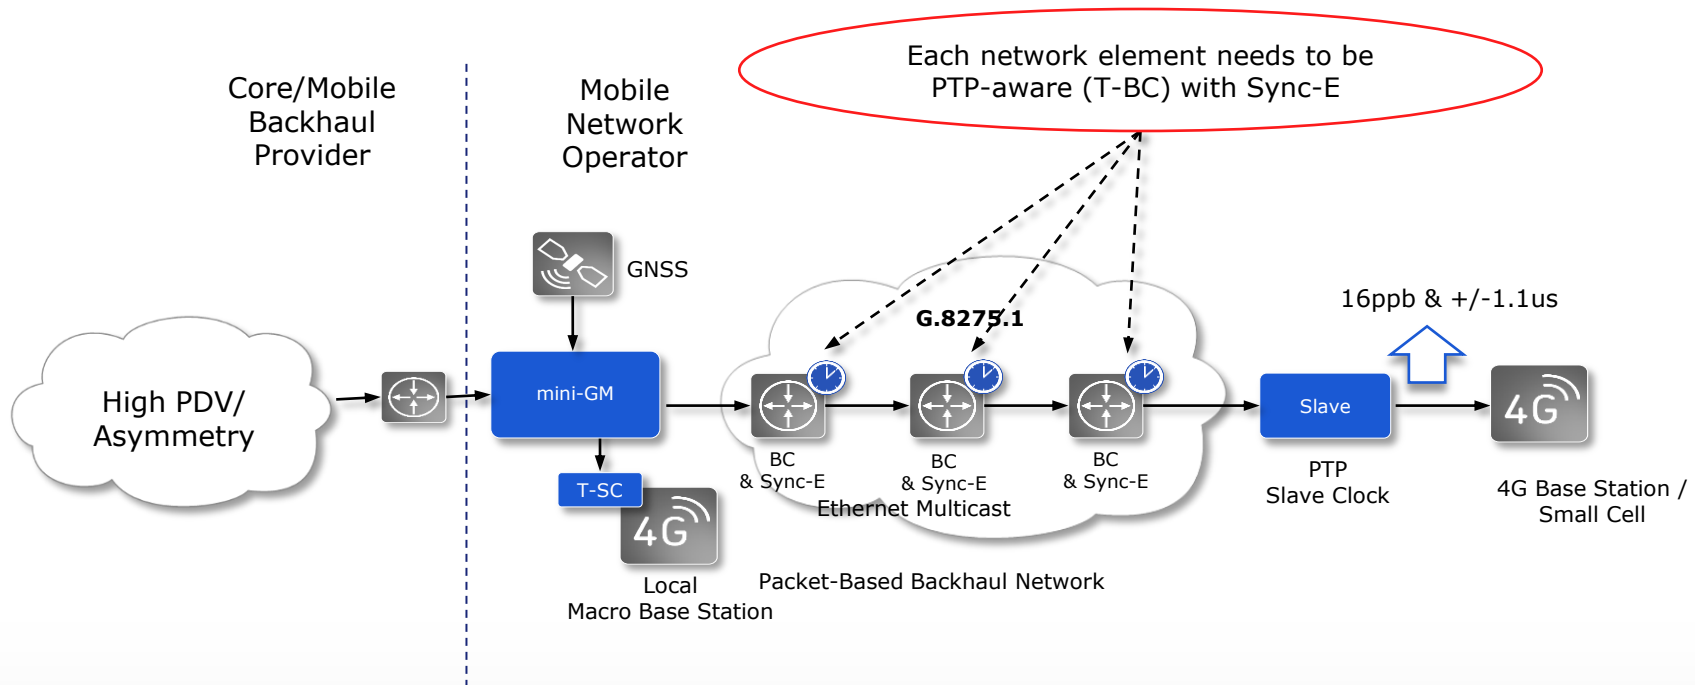 Each network element needs to be
PTP-aware (T-BC) with Sync-E
Core/Mobile
Backhaul
Provider
Mobile
Network
Operator
GNSS
G.8275.1
16ppb & +/-1.1us
High PDV/
Asymmetry
mini-GM
Slave
4G
BC
& Sync-E
BC
& Sync-E
BC
& Sync-E
Ethernet Multicast
PTP
Slave Clock
4G Base Station /
Small Cell
T-SC
4G
Local
Macro Base Station
Packet-Based Backhaul Network